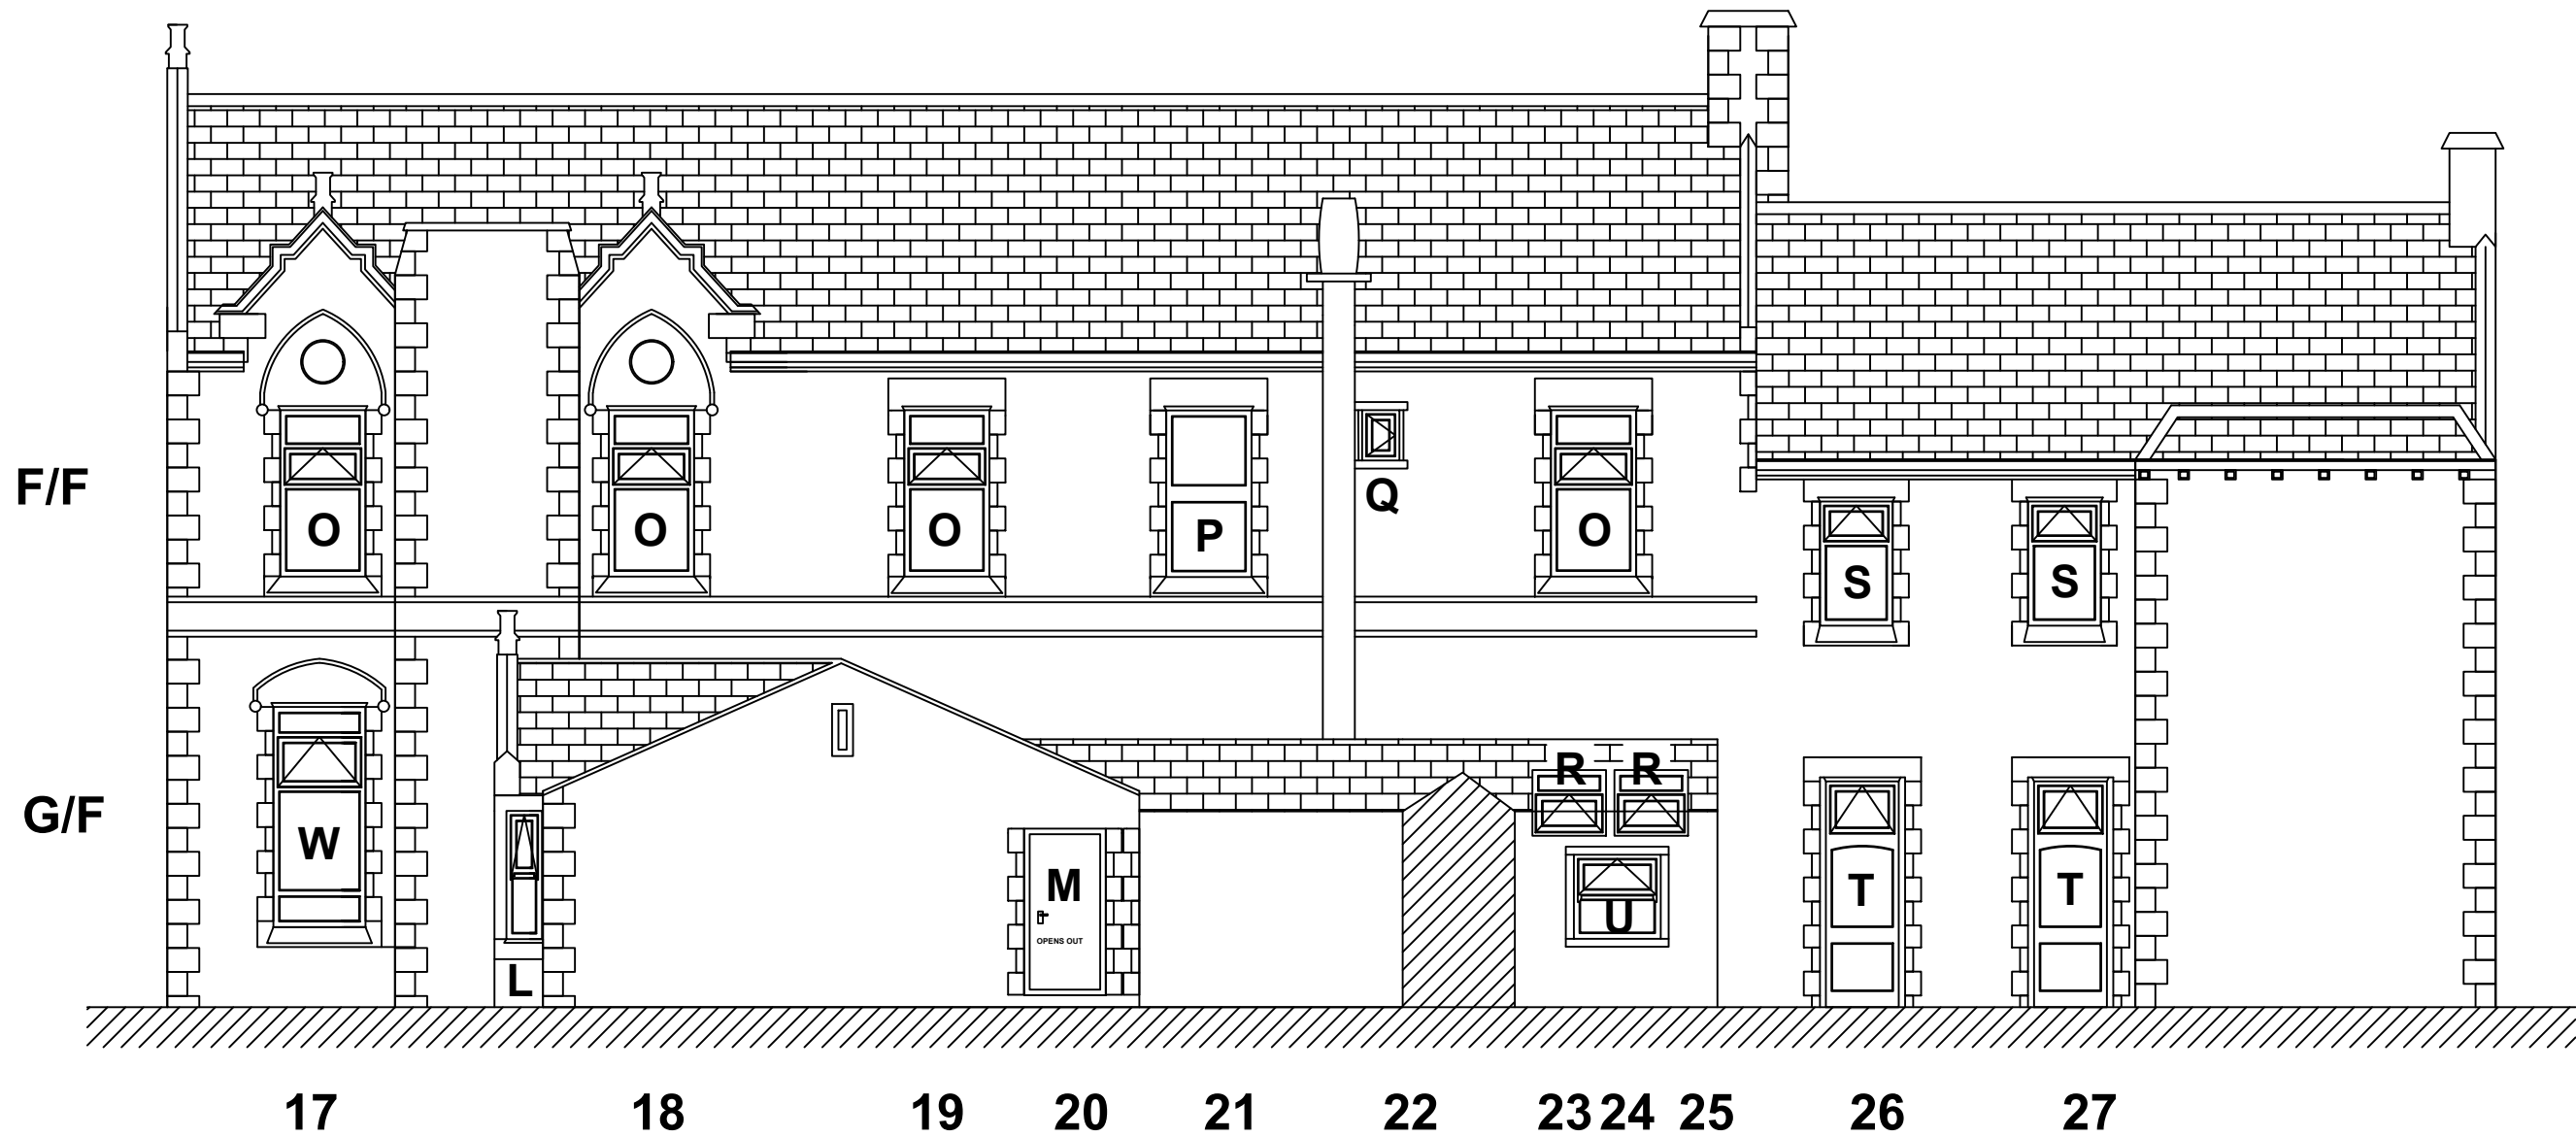 F/F
O O O P Q O S S
G/F
R R
W M U T T
OPENS OUT
L
17 18 19 20 21 22 23 24 25 26 27